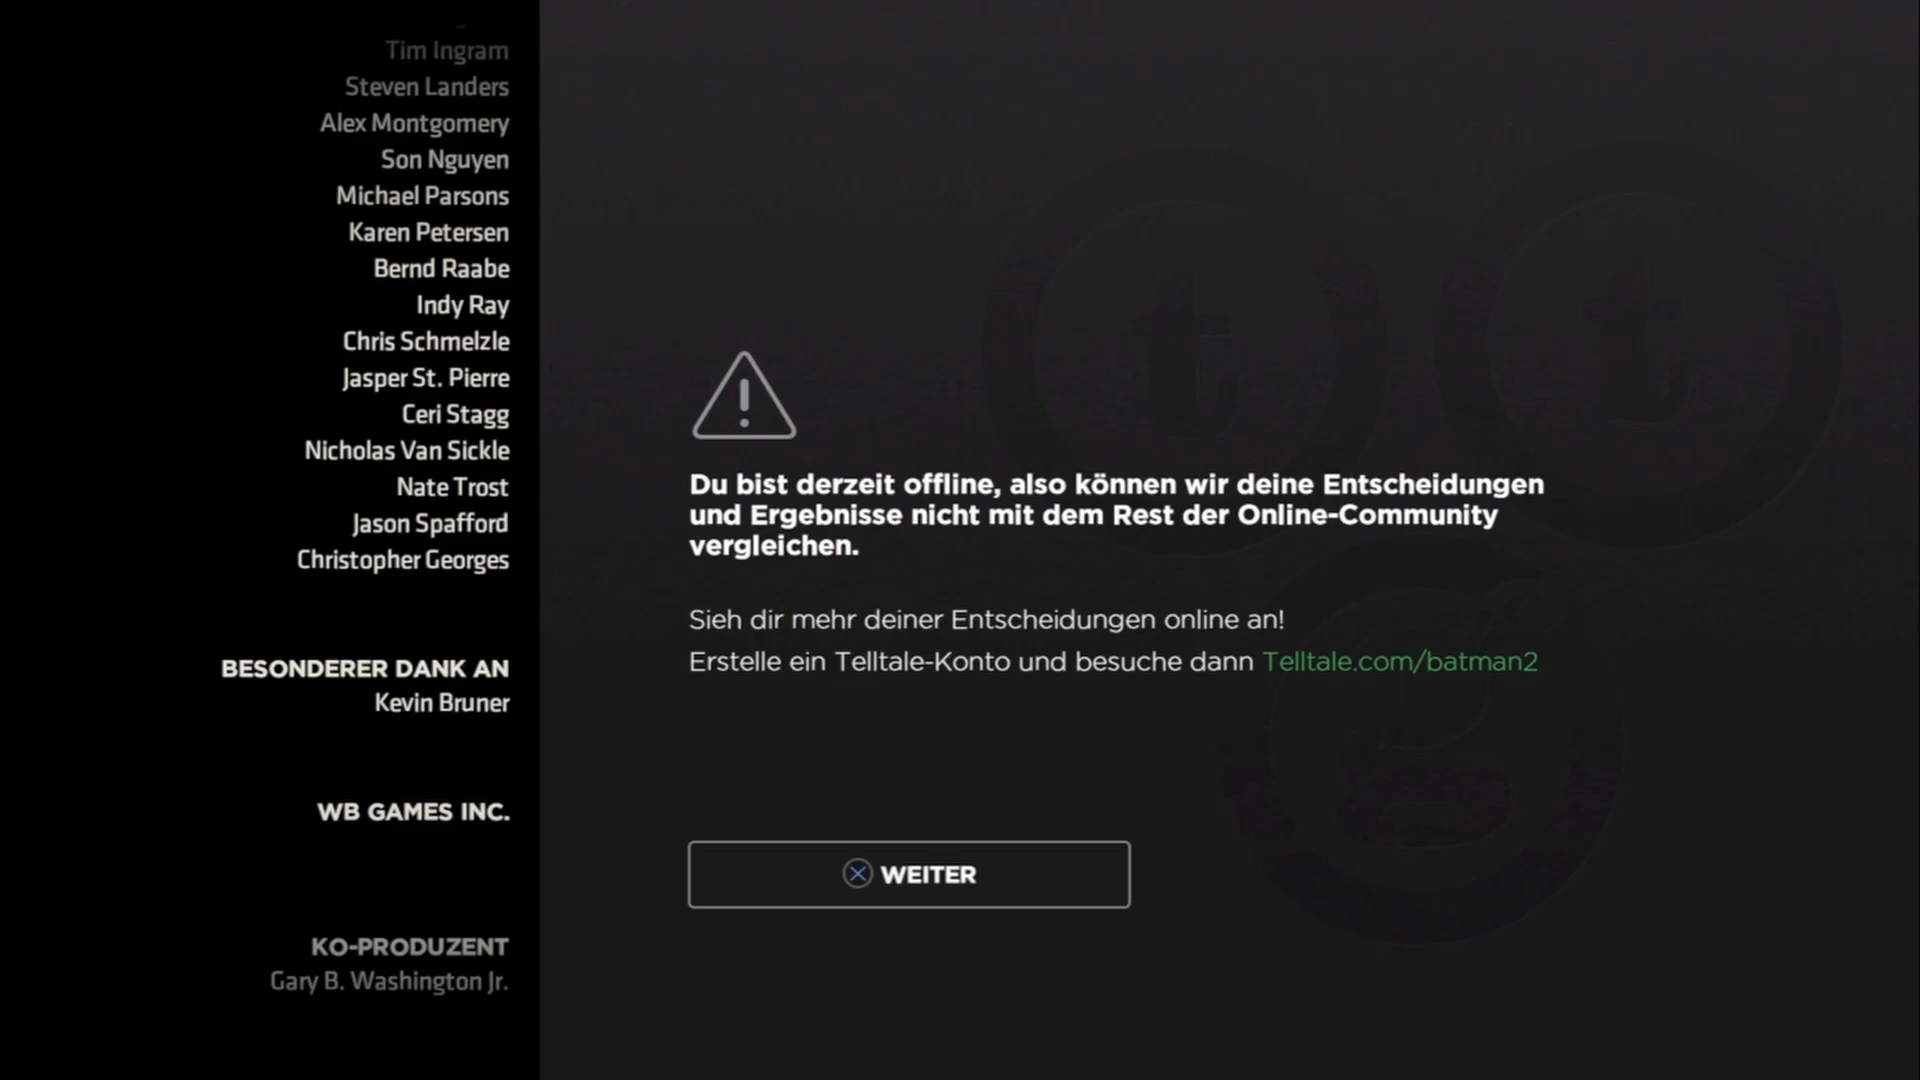 Tim Ingram
Steven Landers
Alex Montgomery
Son Nguyen
Michael Parsons
Karen Petersen
Bernd Raabe
Indy Ray
Chris Schmelzle
Jasper St. Pierre
Ceri Stagg
Nicholas Van Sickle
Nate Trost
Jason Spafford
Christopher Georges
BESONDERER DANK AN
Kevin Bruner
WB GAMES INC.
KO-PRODUZENT
Gary B. Washington Jr.
Du bist derzeit offline, also können wir deine Entscheidungen
und Ergebnisse nicht mit dem Rest der Online-Community
vergleichen.
Sieh dir mehr deiner Entscheidungen online an!
Erstelle ein Telltale-Konto und besuche dann Telltale.com/batman2
WEITER
t t
g